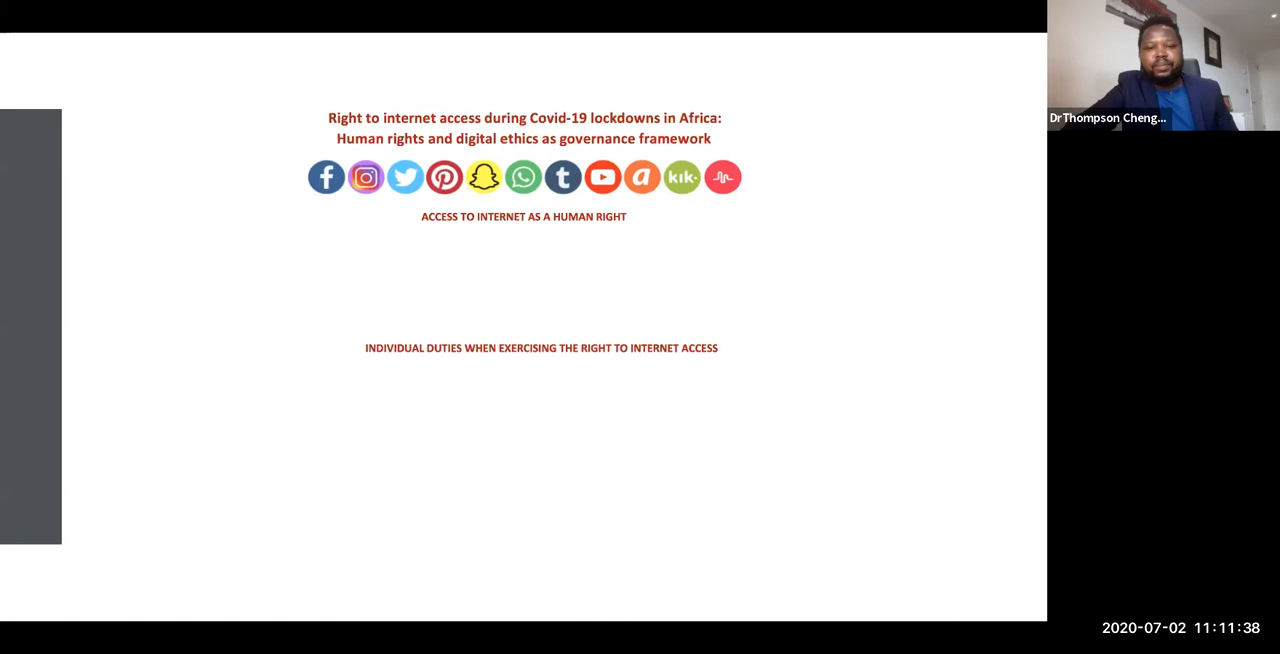 Right to internet access during Covid-19 lockdowns in Africa:
Human rights and digital ethics as governance framework
kik·
ACCESS TO INTERNET AS A HUMAN RIGHT
INDIVIDUAL DUTIES WHEN EXERCISING THE RIGHT TO INTERNET ACCESS
DrThompson Cheng...
2020-07-02 11:11:38